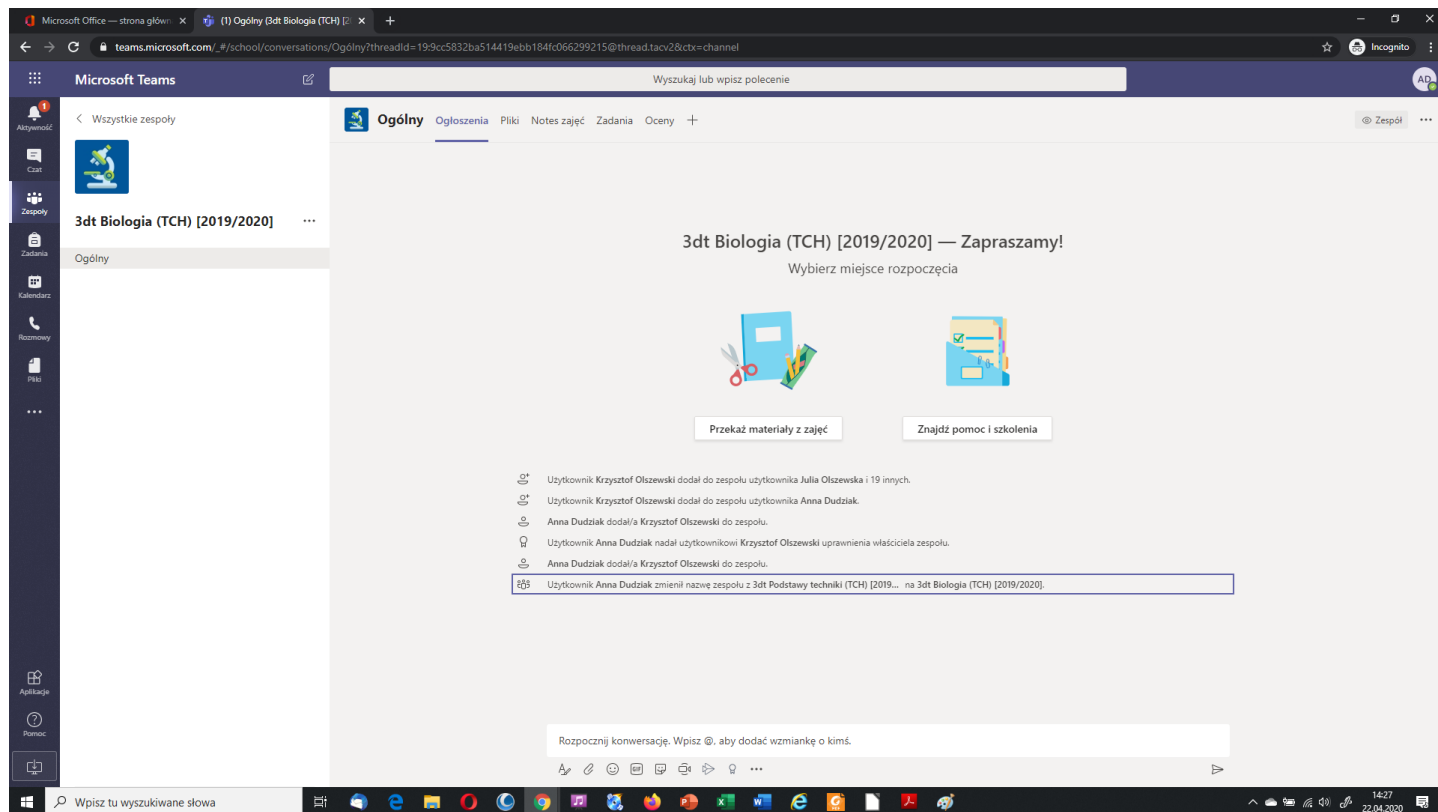 Microsoft Office — strona główn
(1) Ogólny (3dt Biologia (TCH) [2
teams.microsoft.com/_#/school/conversations/Ogólny?threadId=19:9cc5832ba514419ebb184fc066299215@thread.tacv2&ctx=channel
Incognito
Microsoft Teams
Wyszukaj lub wpisz polecenie
AD
1
Aktywność
Czat
Zespoły
Zadania
Kalendarz
Rozmowy
Pliki
Aplikacje
Pomoc
Wszystkie zespoły
3dt Biologia (TCH) [2019/2020]
Ogólny
Ogólny Ogłoszenia Pliki Notes zajęć Zadania Oceny
Zespół
3dt Biologia (TCH) [2019/2020] — Zapraszamy!
Wybierz miejsce rozpoczęcia
Przekaż materiały z zajęć
Znajdź pomoc i szkolenia
Użytkownik Krzysztof Olszewski dodał do zespołu użytkownika Julia Olszewska i 19 innych.
Użytkownik Krzysztof Olszewski dodał do zespołu użytkownika Anna Dudziak.
Anna Dudziak dodał/a Krzysztof Olszewski do zespołu.
Użytkownik Anna Dudziak nadał użytkownikowi Krzysztof Olszewski uprawnienia właściciela zespołu.
Anna Dudziak dodał/a Krzysztof Olszewski do zespołu.
Użytkownik Anna Dudziak zmienił nazwę zespołu z 3dt Podstawy techniki (TCH) [2019... na 3dt Biologia (TCH) [2019/2020].
Rozpocznij konwersację. Wpisz @, aby dodać wzmiankę o kimś.
GIF
Wpisz tu wyszukiwane słowa
14:27
22.04.2020